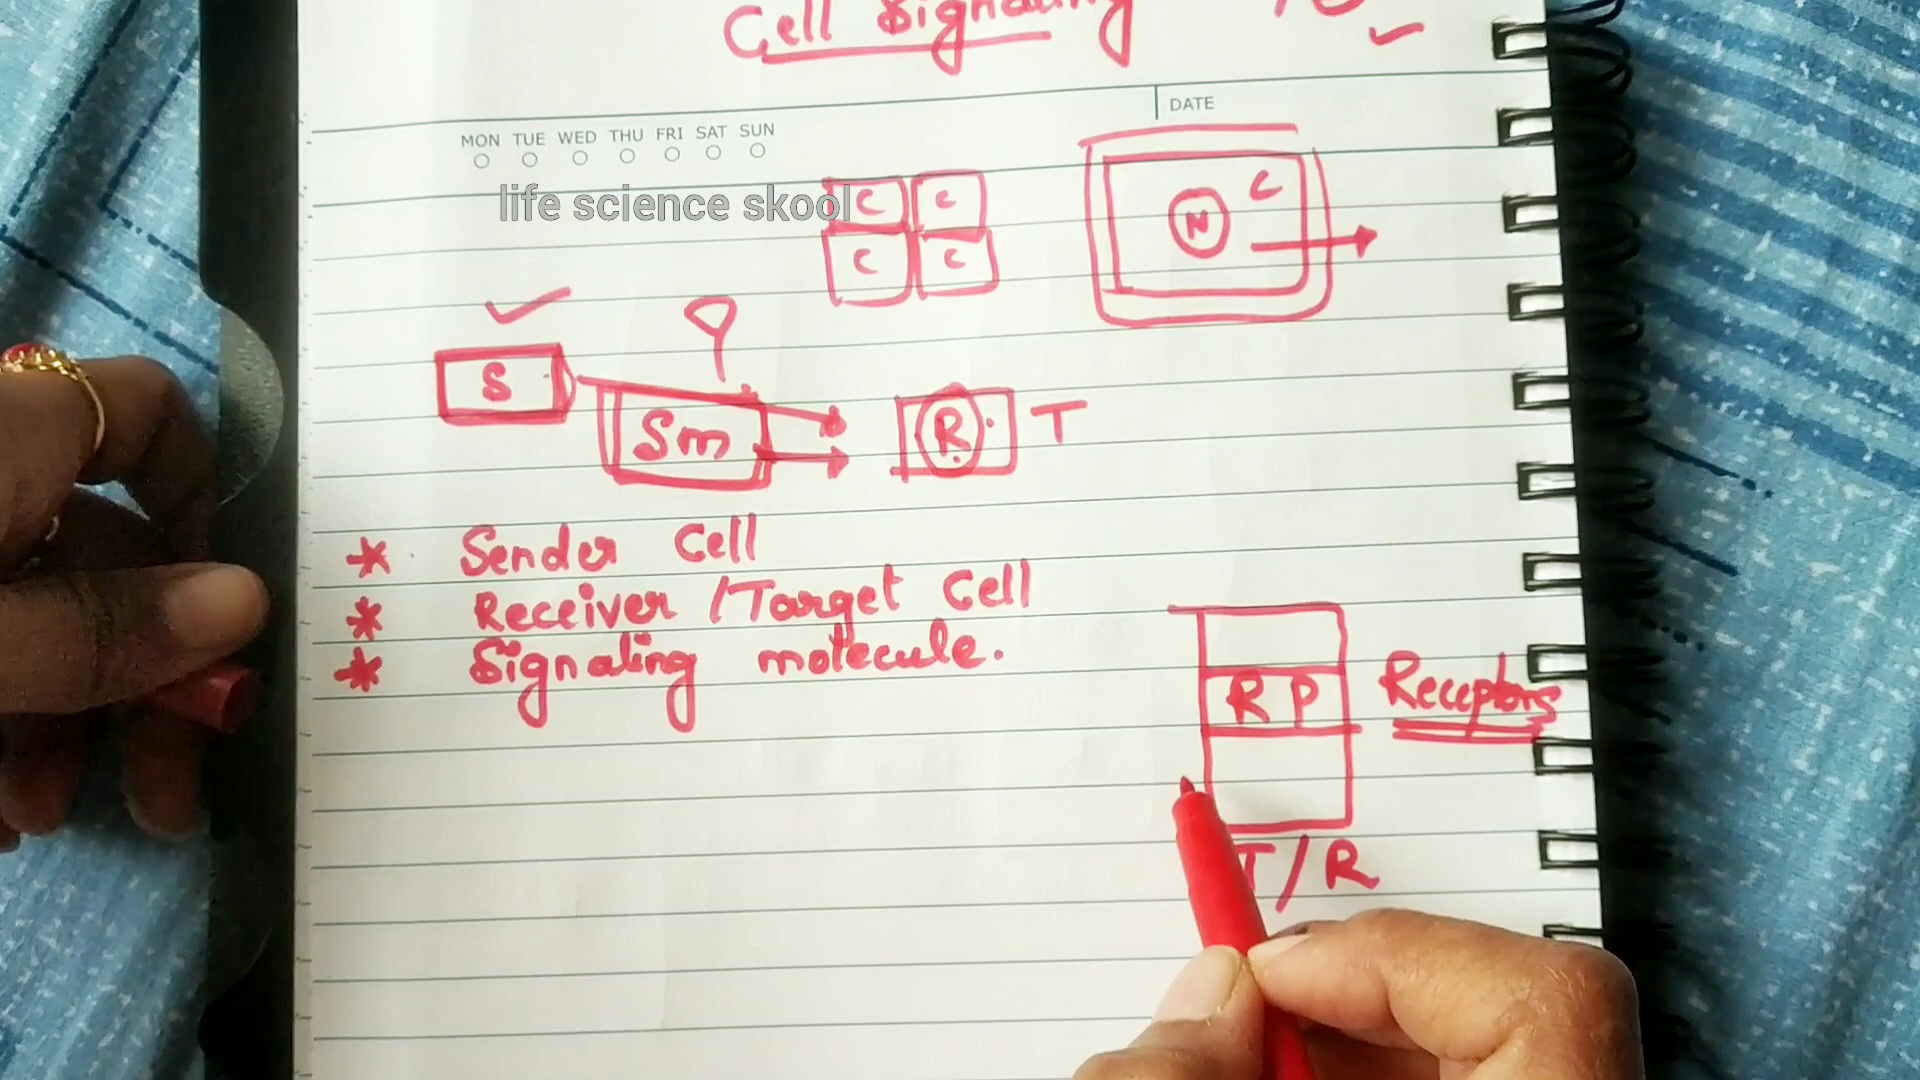 Cell Signaling
DATE
MON TUE WED THU FRI SAT SUN
life science skool
C C
C C
N C
S
Sm
R T
* Sender Cell
* Receiver / Target Cell
* Signaling molecule.
R P Receptors
T/R